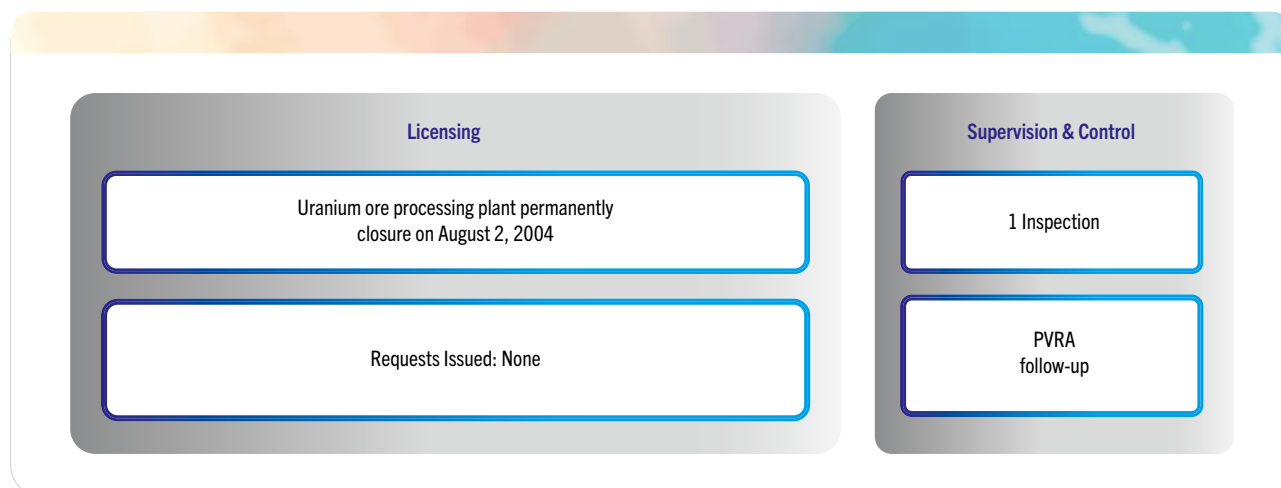 Licensing
Uranium ore processing plant permanently
closure on August 2, 2004
Requests Issued: None
Supervision & Control
1 Inspection
PVRA
follow-up